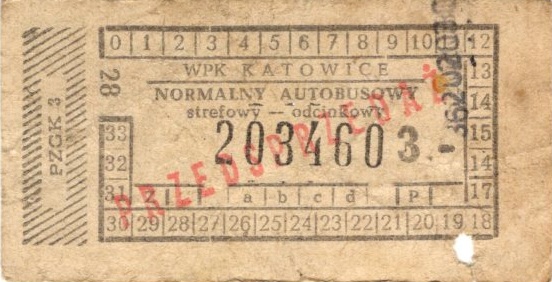 0 1 2 3 4 5 6 7 8 9 10 12
WPK KATOWICE 13
28 NORMALNY AUTOBUSOWY 14
strefowy — odcinkowy
203460 3
PRZEDSPRZEDAŻ
PZGK 3
33 15
32 16
31 Z a b c d P 17
30 29 28 27 26 25 24 23 22 21 20 19 18